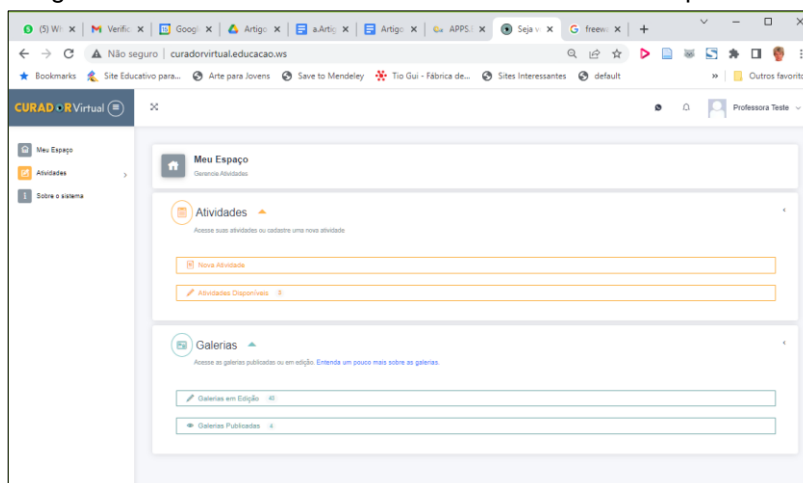 (5) W
Verific
Googl
Artigo
a.Artig
Artigo
APPS.
Seja v
freew
Não seguro | curadorvirtual.educacao.ws
Bookmarks
Site Educativo para...
Arte para Jovens
Save to Mendeley
Tio Gui - Fábrica de...
Sites Interessantes
default
»
Outros favorito
CURADORVirtual
Professora Teste
Meu Espaço
Atividades
Sobre o sistema
Meu Espaço
Gerencia Atividades
Atividades
Acesse suas atividades ou cadastre uma nova atividade
Nova Atividade
Atividades Disponíveis
Galerias
Acesse as galerias publicadas ou em edição. Entenda um pouco mais sobre as galerias.
Galerias em Edição
Galerias Publicadas 4